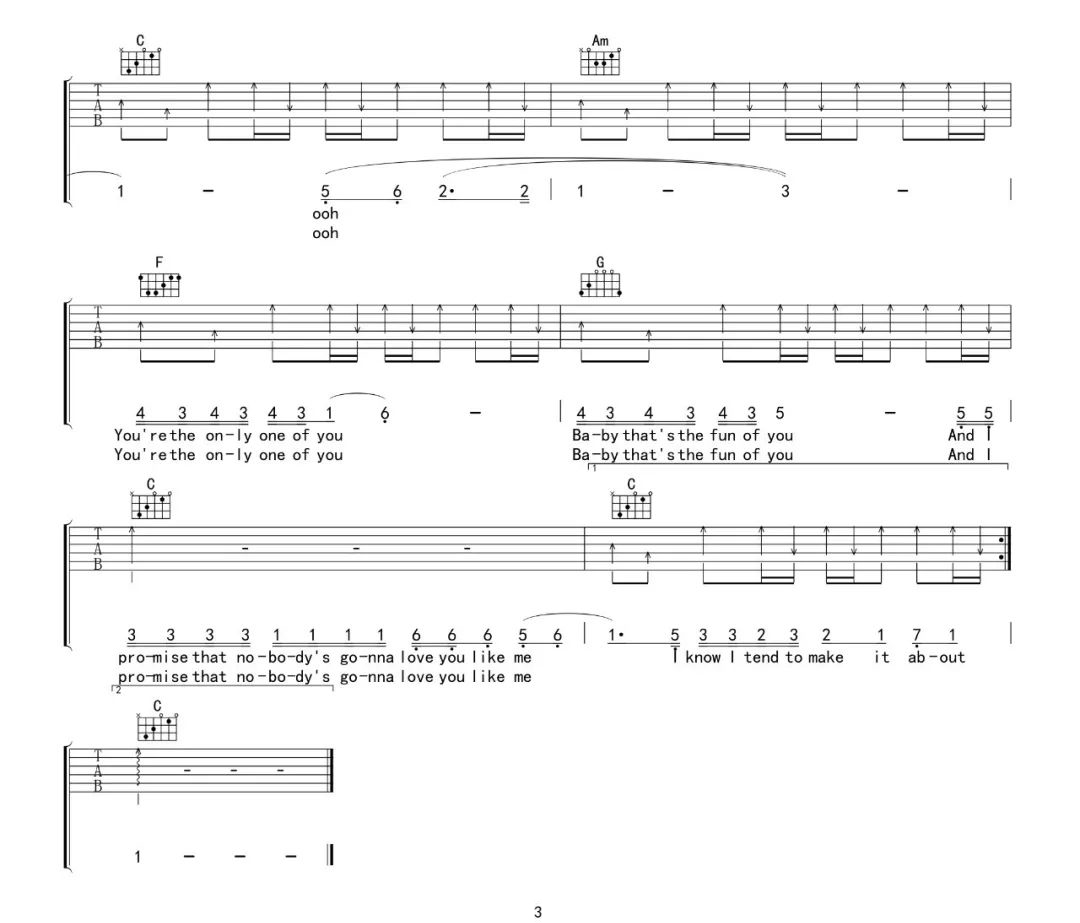 C Am
T
A
B
1 - 5 6 2· 2 | 1 - 3 - |
ooh
ooh
F G
T
A
B
4 3 4 3 4 3 1 6 - | 4 3 4 3 4 3 5 - 5 5 |
You're the on-ly one of you Ba-by that's the fun of you And I
You're the on-ly one of you Ba-by that's the fun of you And I
1
C C
T
A
B
3 3 3 3 1 1 1 1 6 6 6 5 6 | 1· 5 3 3 2 3 2 1 7 1 |
pro-mise that no-bo-dy's go-nna love you like me I know I tend to make it ab-out
pro-mise that no-bo-dy's go-nna love you like me
2
C
T
A
B
1 - - -
3